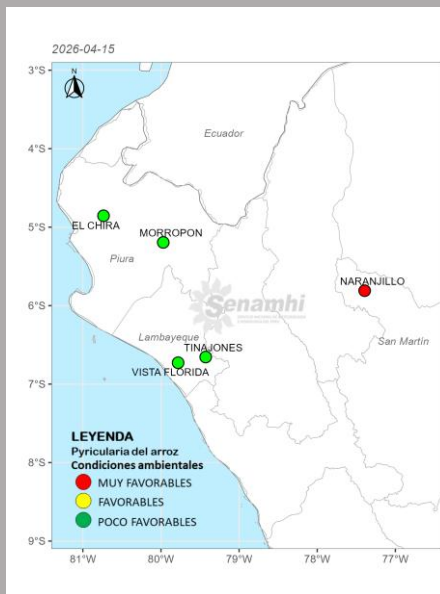 2026-04-15
3°S
N
4°S
Ecuador
5°S
EL CHIRA
MORROPON
Piura
NARANJILLO
6°S
Senamhi
Lambayeque
San Martín
TINAJONES
VISTA FLORIDA
7°S
LEYENDA
Pyricularia del arroz
Condiciones ambientales
MUY FAVORABLES
FAVORABLES
POCO FAVORABLES
8°S
9°S
81°W 80°W 79°W 78°W 77°W